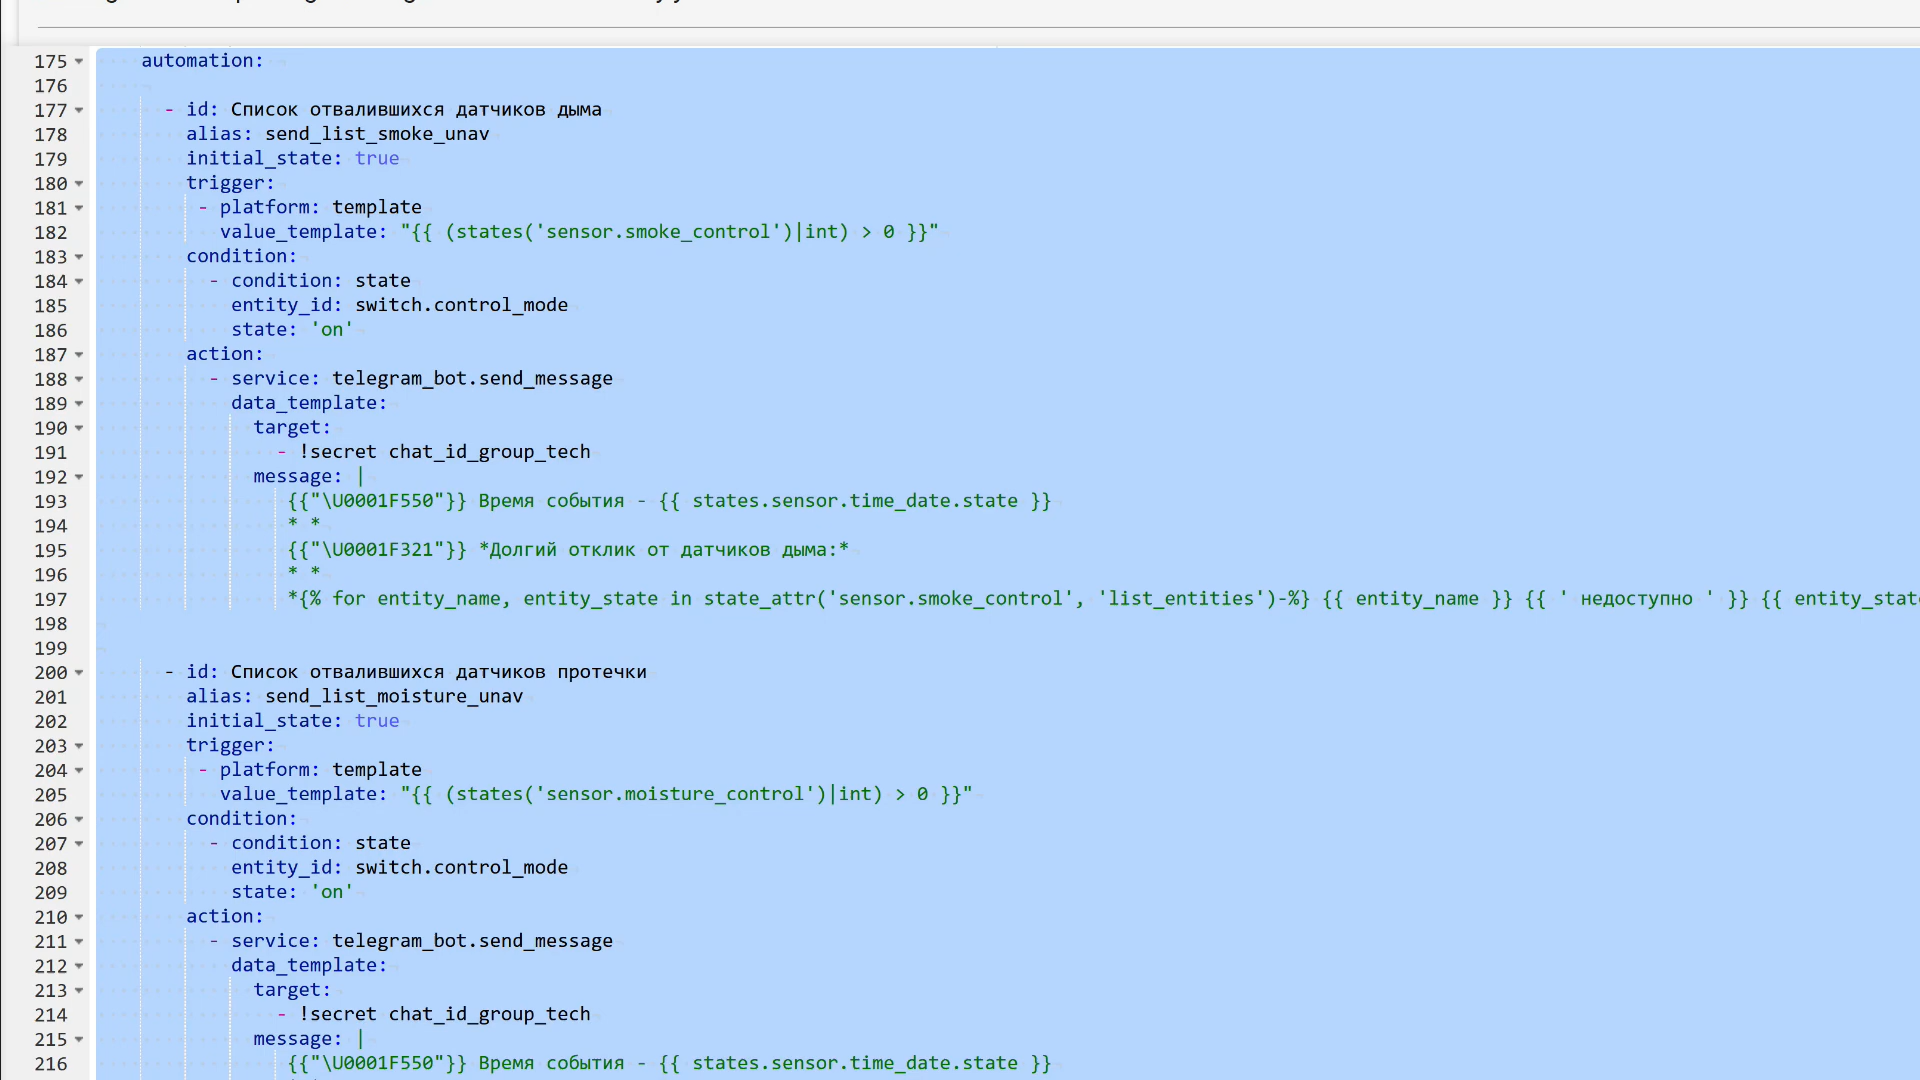 175 automation:
176
177 - id: Список отвалившихся датчиков дыма
178 alias: send_list_smoke_unav
179 initial_state: true
180 trigger:
181 - platform: template
182 value_template: "{{ (states('sensor.smoke_control')|int) > 0 }}"
183 condition:
184 - condition: state
185 entity_id: switch.control_mode
186 state: 'on'
187 action:
188 - service: telegram_bot.send_message
189 data_template:
190 target:
191 - !secret chat_id_group_tech
192 message: |
193 {{"\U0001F550"}} Время события - {{ states.sensor.time_date.state }}
194 * *
195 {{"\U0001F321"}} *Долгий отклик от датчиков дыма:*
196 * *
197 *{% for entity_name, entity_state in state_attr('sensor.smoke_control', 'list_entities')-%} {{ entity_name }} {{ ' недоступно ' }} {{
198
199
200 - id: Список отвалившихся датчиков протечки
201 alias: send_list_moisture_unav
202 initial_state: true
203 trigger:
204 - platform: template
205 value_template: "{{ (states('sensor.moisture_control')|int) > 0 }}"
206 condition:
207 - condition: state
208 entity_id: switch.control_mode
209 state: 'on'
210 action:
211 - service: telegram_bot.send_message
212 data_template:
213 target:
214 - !secret chat_id_group_tech
215 message: |
216 {{"\U0001F550"}} Время события - {{ states.sensor.time_date.state }}